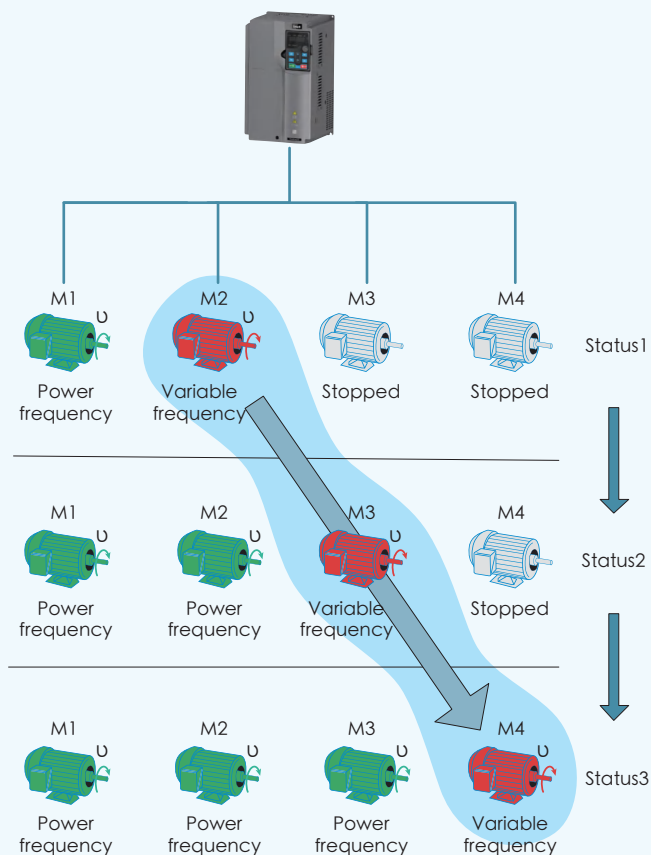 M1 M2 M3 M4
Status1
Power frequency
Variable frequency
Stopped
Stopped
M1 M2 M3 M4
Status2
Power frequency
Power frequency
Variable frequency
Stopped
M1 M2 M3 M4
Status3
Power frequency
Power frequency
Power frequency
Variable frequency